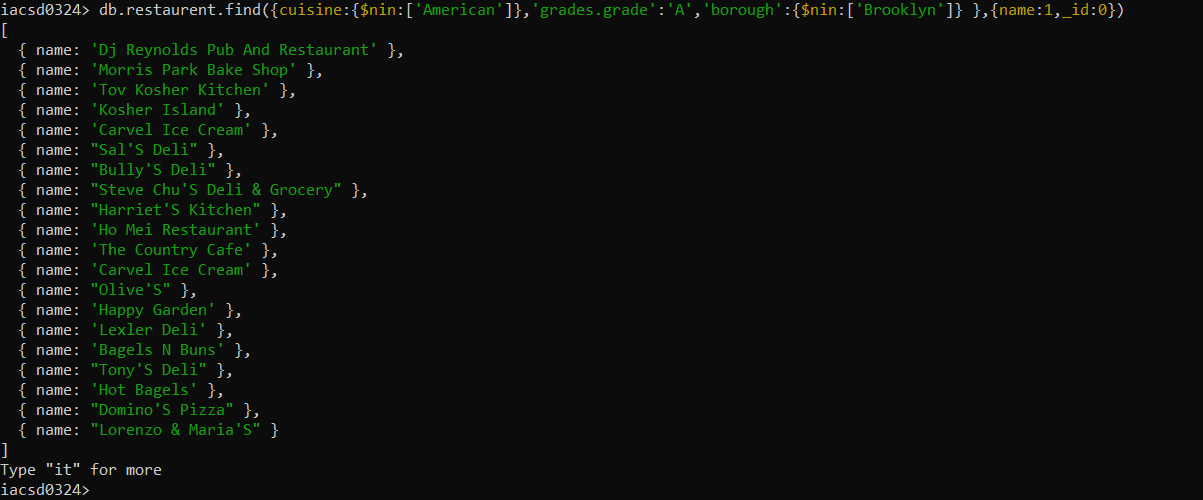 iacsd0324> db.restaurent.find({cuisine:{$nin:['American']},'grades.grade':'A','borough':{$nin:['Brooklyn']} },{name:1,_id:0})
[
  { name: 'Dj Reynolds Pub And Restaurant' },
  { name: 'Morris Park Bake Shop' },
  { name: 'Tov Kosher Kitchen' },
  { name: 'Kosher Island' },
  { name: 'Carvel Ice Cream' },
  { name: "Sal'S Deli" },
  { name: "Bully'S Deli" },
  { name: "Steve Chu'S Deli & Grocery" },
  { name: "Harriet'S Kitchen" },
  { name: 'Ho Mei Restaurant' },
  { name: 'The Country Cafe' },
  { name: 'Carvel Ice Cream' },
  { name: "Olive'S" },
  { name: 'Happy Garden' },
  { name: 'Lexler Deli' },
  { name: 'Bagels N Buns' },
  { name: "Tony'S Deli" },
  { name: 'Hot Bagels' },
  { name: "Domino'S Pizza" },
  { name: "Lorenzo & Maria'S" }
]
Type "it" for more
iacsd0324>